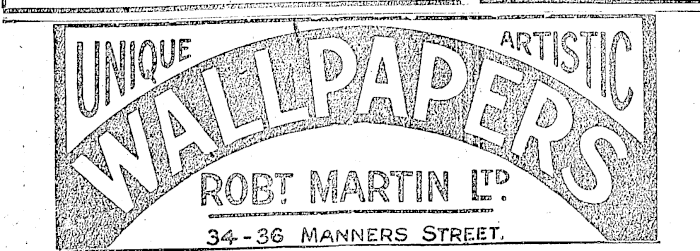 UNIQUE ARTISTIC
WALLPAPERS
ROBT MARTIN LTD.
34-36 MANNERS STREET.